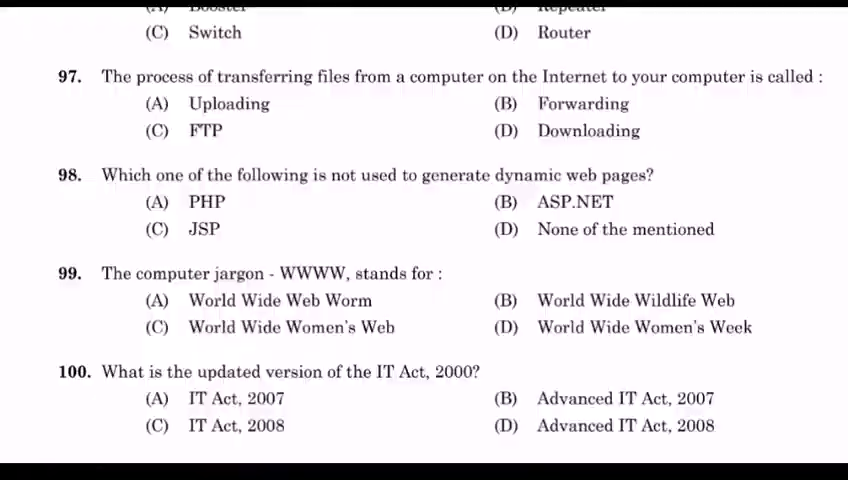 (C) Switch (D) Router
97. The process of transferring files from a computer on the Internet to your computer is called :
(A) Uploading (B) Forwarding
(C) FTP (D) Downloading
98. Which one of the following is not used to generate dynamic web pages?
(A) PHP (B) ASP.NET
(C) JSP (D) None of the mentioned
99. The computer jargon - WWWW, stands for :
(A) World Wide Web Worm (B) World Wide Wildlife Web
(C) World Wide Women's Web (D) World Wide Women's Week
100. What is the updated version of the IT Act, 2000?
(A) IT Act, 2007 (B) Advanced IT Act, 2007
(C) IT Act, 2008 (D) Advanced IT Act, 2008